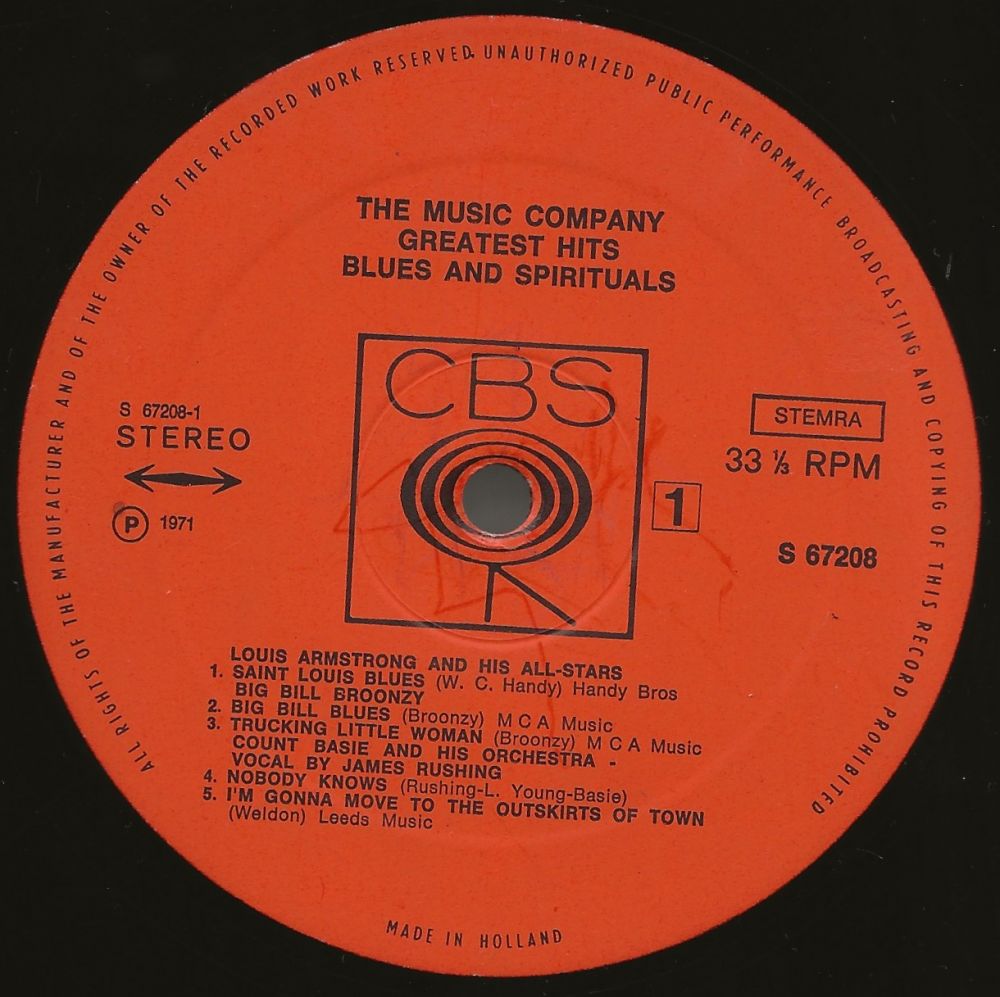 ALL RIGHTS OF THE MANUFACTURER AND OF THE OWNER OF THE RECORDED WORK RESERVED. UNAUTHORIZED PUBLIC PERFORMANCE BROADCASTING AND COPYING OF THIS RECORD PROHIBITED
THE MUSIC COMPANY
GREATEST HITS
BLUES AND SPIRITUALS
CBS
S 67208-1
STEREO
P 1971
STEMRA
33 ⅓ RPM
1
S 67208
LOUIS ARMSTRONG AND HIS ALL-STARS
1. SAINT LOUIS BLUES (W. C. Handy) Handy Bros
BIG BILL BROONZY
2. BIG BILL BLUES (Broonzy) M C A Music
3. TRUCKING LITTLE WOMAN (Broonzy) M C A Music
COUNT BASIE AND HIS ORCHESTRA -
VOCAL BY JAMES RUSHING
4. NOBODY KNOWS (Rushing-L. Young-Basie)
5. I'M GONNA MOVE TO THE OUTSKIRTS OF TOWN
(Weldon) Leeds Music
MADE IN HOLLAND